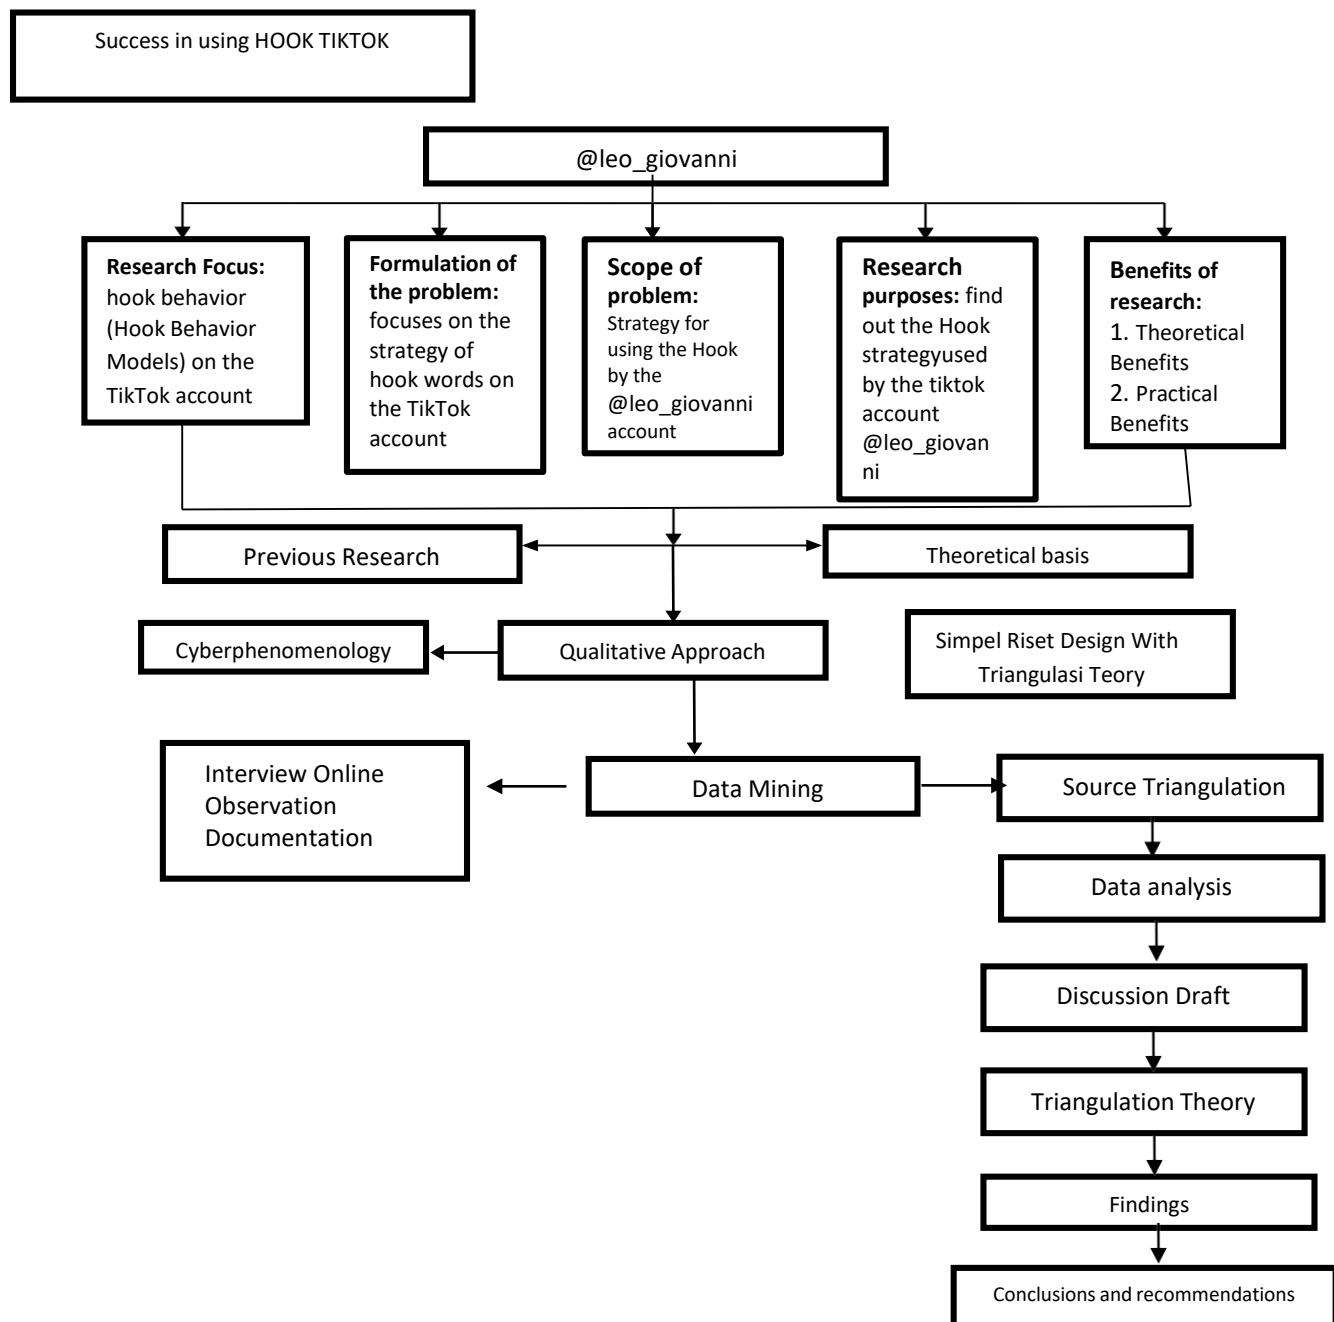 Success in using HOOK TIKTOK
@leo_giovanni
Research Focus:
hook behavior
(Hook Behavior
Models) on the
TikTok account
Formulation of
the problem:
focuses on the
strategy of
hook words on
the TikTok
account
Scope of
problem:
Strategy for
using the Hook
by the
@leo_giovanni
account
Research
purposes: find
out the Hook
strategyused
by the tiktok
account
@leo_giovan
ni
Benefits of
research:
1. Theoretical
Benefits
2. Practical
Benefits
Previous Research
Theoretical basis
Cyberphenomenology
Qualitative Approach
Simpel Riset Design With
Triangulasi Teory
Interview Online
Observation
Documentation
Data Mining
Source Triangulation
Data analysis
Discussion Draft
Triangulation Theory
Findings
Conclusions and recommendations